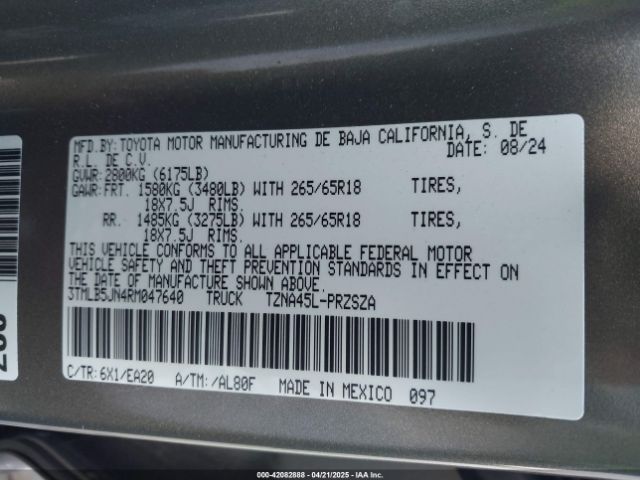 MFD.BY:TOYOTA MOTOR MANUFACTURING DE BAJA CALIFORNIA, S. DE
R.L. DE C.V. DATE: 08/24
GVWR:2800KG (6175LB)
GAWR:FRT. 1580KG (3480LB) WITH 265/65R18 TIRES,
18X7.5J RIMS.
RR. 1485KG (3275LB) WITH 265/65R18 TIRES,
18X7.5J RIMS.
THIS VEHICLE CONFORMS TO ALL APPLICABLE FEDERAL MOTOR
VEHICLE SAFETY AND THEFT PREVENTION STANDARDS IN EFFECT ON
THE DATE OF MANUFACTURE SHOWN ABOVE.
3TMLB5JN4RM047640 TRUCK TZNA45L-PRZSZA
C/TR:6X1/EA20 A/TM:/AL80F MADE IN MEXICO 097
000-42082888 - 04/21/2025 - IAAI.COM